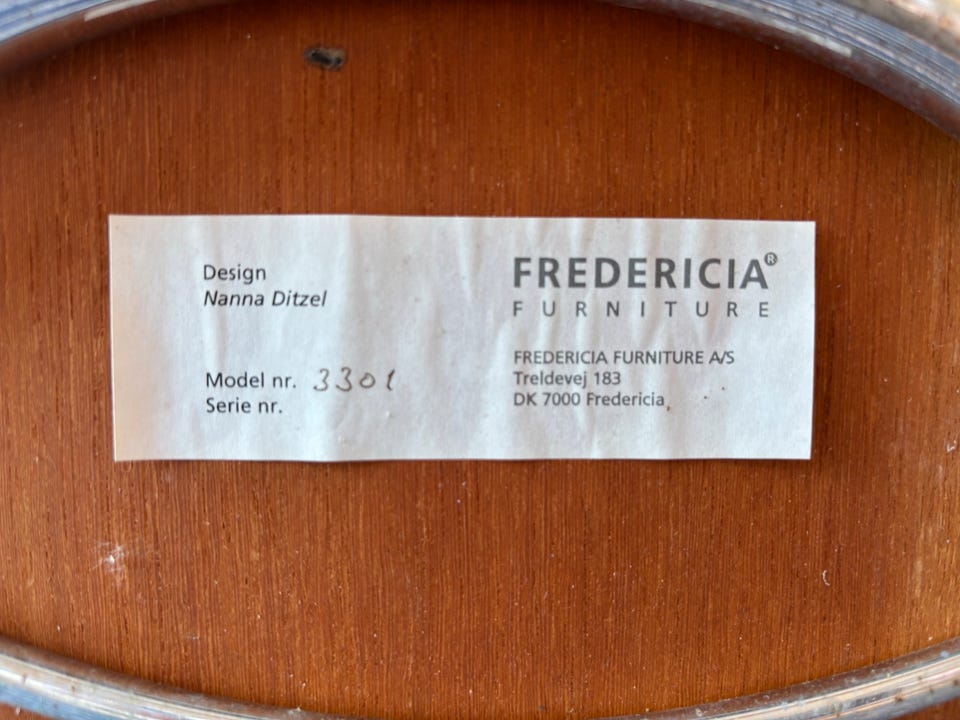 Design
Nanna Ditzel
Model nr. 3301
Serie nr.
FREDERICIA®
FURNITURE
FREDERICIA FURNITURE A/S
Treldevej 183
DK 7000 Fredericia